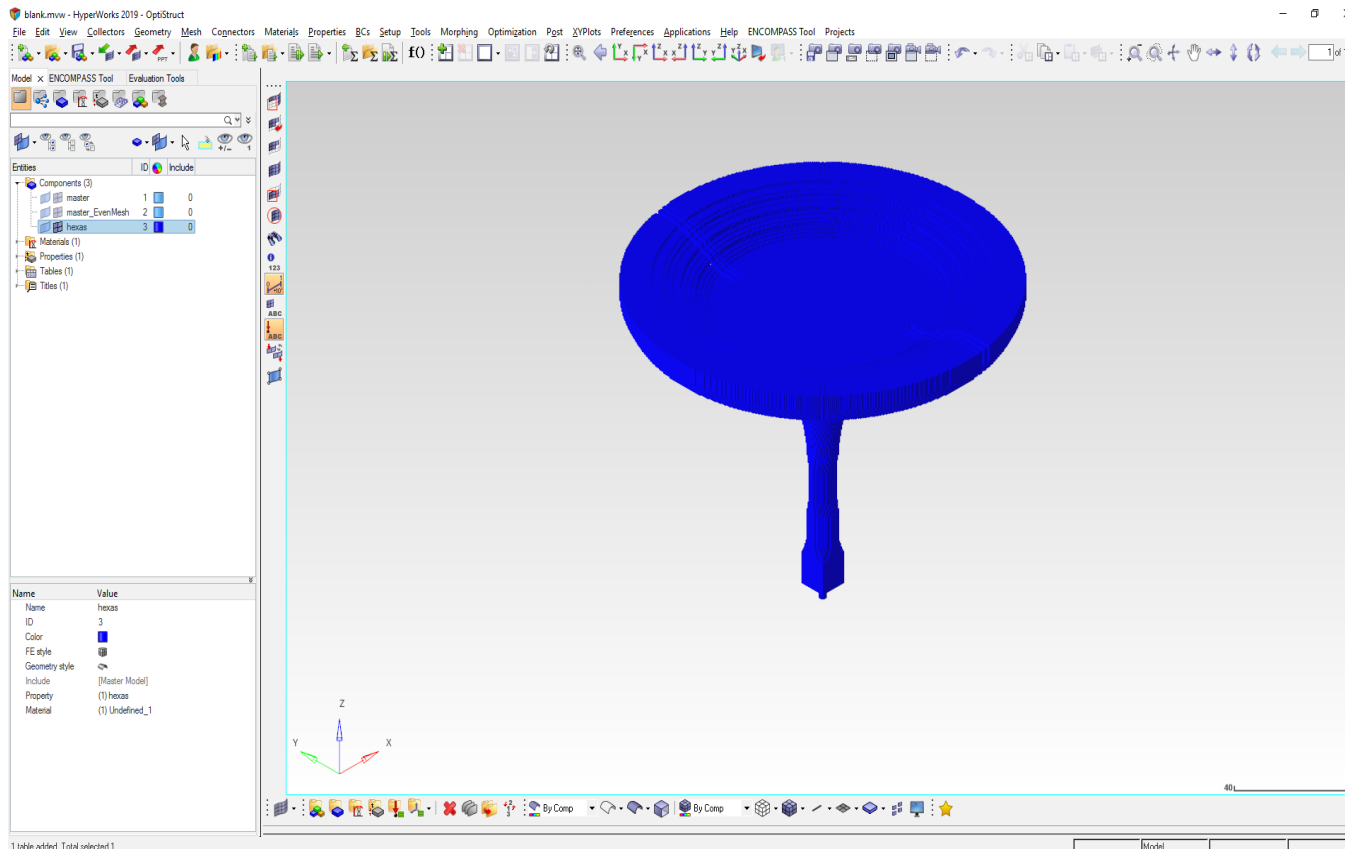 blank.mvw - HyperWorks 2019 - OptiStruct
File Edit View Collectors Geometry Mesh Connectors Materials Properties BCs Setup Tools Morphing Optimization Post XYPlots Preferences Applications Help ENCOMPASS Tool Projects
1 of 1
Model ENCOMPASS Tool Evaluation Tools
Entities ID Include
Components (3)
master 1 0
master_EvenMesh 2 0
hexas 3 0
Materials (1)
Properties (1)
Tables (1)
Titles (1)
123
ABC
ABC
Name Value
Name hexas
ID 3
Color
FE style
Geometry style
Include [Master Model]
Property (1) hexas
Material (1) Undefined_1
Z
Y X
40
By Comp By Comp
1 table added. Total selected 1
Model